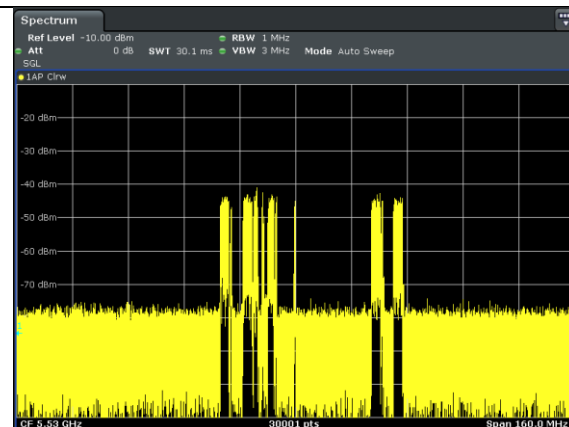 Spectrum
Ref Level -10.00 dBm RBW 1 MHz
Att 0 dB SWT 30.1 ms VBW 3 MHz Mode Auto Sweep
SGL
1AP Clrw
-20 dBm
-30 dBm
-40 dBm
-50 dBm
-60 dBm
-70 dBm
CF 5.53 GHz 30001 pts Span 160.0 MHz